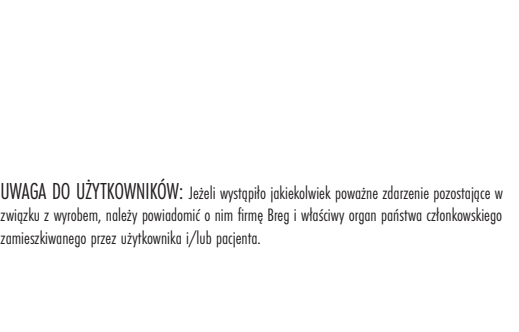 UWAGA DO UŻYTKOWNIKÓW: Jeżeli wystąpiło jakiekolwiek poważne zdarzenie pozostające w
związku z wyrobem, należy powiadomić o nim firmę Breg i właściwy organ państwa członkowskiego
zamieszkiwanego przez użytkownika i/lub pacjenta.